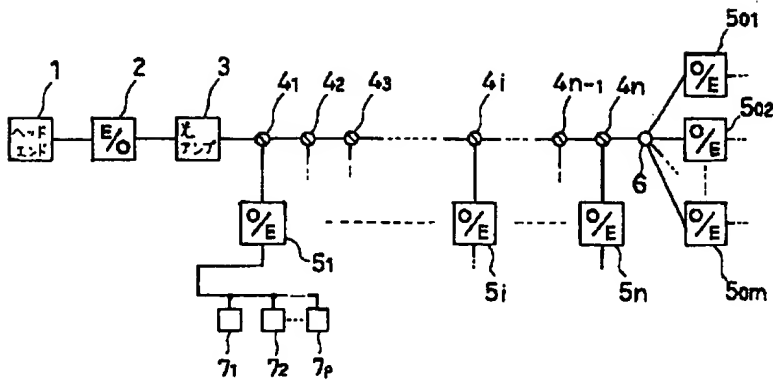 1
2
3
4₁
4₂
4₃
4i
4n-1
4n
5₀₁
ヘッド
エンド
E/O
光
アンプ
O/E
O/E
5₀₂
6
O/E
O/E
O/E
O/E
5₁
5i
5n
5₀m
7₁
7₂
7p